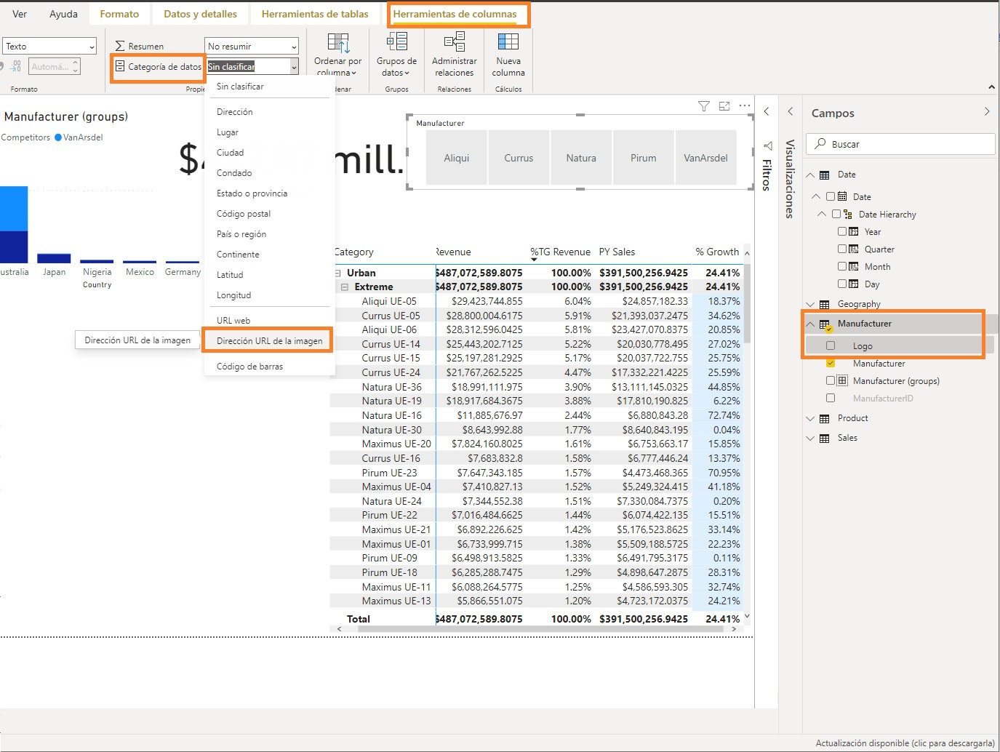 Ver Ayuda Formato Datos y detalles Herramientas de tablas Herramientas de columnas
Texto
Automá...
Formato
Resumen No resumir
Categoría de datos Sin clasificar
Propie
Ordenar por
columna
denar
Grupos de
datos
Grupos
Administrar
relaciones
Relaciones
Nueva
columna
Cálculos
Sin clasificar
Dirección
Lugar
Ciudad
Condado
Estado o provincia
Código postal
País o región
Continente
Latitud
Longitud
URL web
Dirección URL de la imagen
Código de barras
Dirección URL de la imagen
Manufacturer (groups)
Competitors VanArsdel
ustralia Japan Nigeria Mexico Germany
Country
mill.
Manufacturer
Aliqui Currus Natura Pirum VanArsdel
Category Revenue %TG Revenue PY Sales % Growth
Urban $487,072,589.8075 100.00% $391,500,256.9425 24.41%
Extreme $487,072,589.8075 100.00% $391,500,256.9425 24.41%
Aliqui UE-05 $29,423,744.855 6.04% $24,857,182.33 18.37%
Currus UE-05 $28,800,004.6175 5.91% $21,393,037.2475 34.62%
Aliqui UE-06 $28,312,596.0425 5.81% $23,427,070.8375 20.85%
Currus UE-14 $25,443,202.7125 5.22% $20,030,778.495 27.02%
Currus UE-15 $25,197,281.2925 5.17% $20,037,722.755 25.75%
Currus UE-24 $21,767,262.5225 4.47% $17,332,221.4225 25.59%
Natura UE-36 $18,991,111.975 3.90% $13,111,145.0325 44.85%
Natura UE-19 $18,917,684.3675 3.88% $17,810,190.825 6.22%
Natura UE-16 $11,885,676.97 2.44% $6,880,843.28 72.74%
Natura UE-30 $8,643,992.88 1.77% $8,640,843.195 0.04%
Maximus UE-20 $7,824,160.8025 1.61% $6,753,663.17 15.85%
Currus UE-16 $7,683,832.8 1.58% $6,777,446.24 13.37%
Pirum UE-23 $7,647,343.185 1.57% $4,473,468.365 70.95%
Maximus UE-04 $7,410,827.13 1.52% $5,249,324.415 41.18%
Natura UE-24 $7,344,552.38 1.51% $7,330,084.7375 0.20%
Pirum UE-22 $7,016,484.6625 1.44% $6,074,422.135 15.51%
Maximus UE-21 $6,892,226.625 1.42% $5,176,523.8625 33.14%
Maximus UE-01 $6,733,999.715 1.38% $5,509,188.5725 22.23%
Pirum UE-09 $6,498,913.5825 1.33% $6,491,795.3175 0.11%
Pirum UE-18 $6,285,288.7475 1.29% $4,898,647.2875 28.31%
Maximus UE-11 $6,088,264.5775 1.25% $4,586,593.305 32.74%
Maximus UE-13 $5,866,551.075 1.20% $4,723,172.0375 24.21%
Total $487,072,589.8075 100.00% $391,500,256.9425 24.41%
Filtros
Visualizaciones
Campos
Buscar
Date
Date
Date Hierarchy
Year
Quarter
Month
Day
Geography
Manufacturer
Logo
Manufacturer
Manufacturer (groups)
ManufacturerID
Product
Sales
Actualización disponible (clic para descargarla)